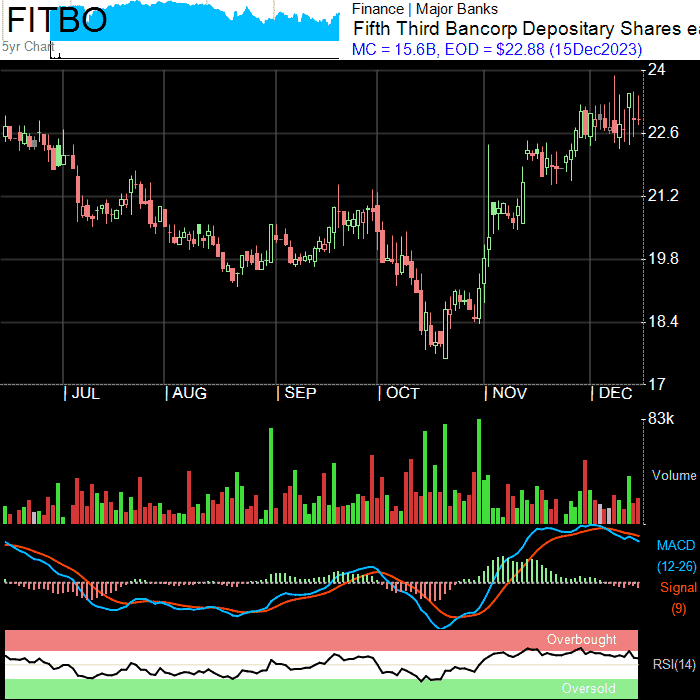 FITBO
5yr Chart
Finance | Major Banks
Fifth Third Bancorp Depositary Shares ea
MC = 15.6B, EOD = $22.88 (15Dec2023)
24
22.6
21.2
19.8
18.4
17
| JUL | AUG | SEP | OCT | NOV | DEC
83k
Volume
MACD
(12-26)
Signal
(9)
Overbought
RSI(14)
Oversold